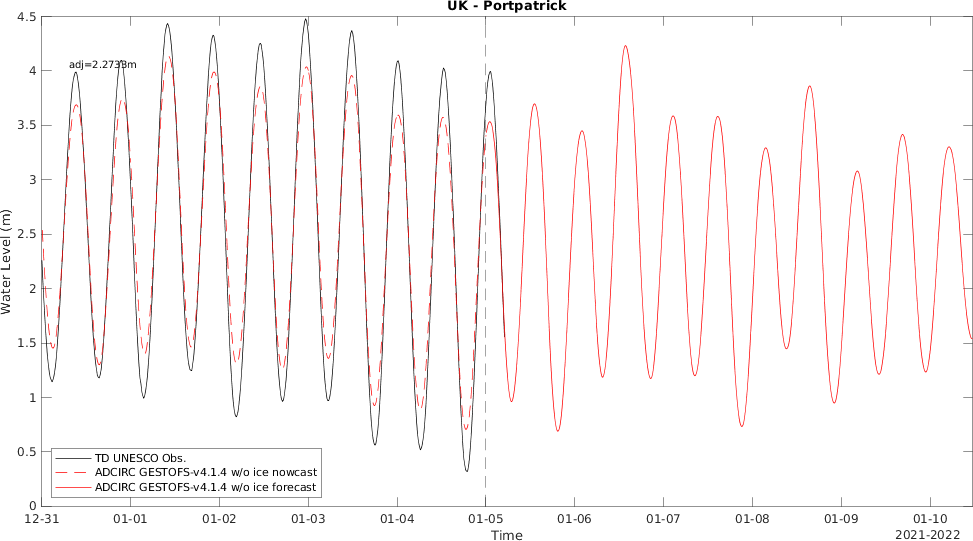 UK - Portpatrick
4.5
4
3.5
3
2.5
2
1.5
1
0.5
0
Water Level (m)
adj=2.2733m
TD UNESCO Obs.
ADCIRC GESTOFS-v4.1.4 w/o ice nowcast
ADCIRC GESTOFS-v4.1.4 w/o ice forecast
12-31 01-01 01-02 01-03 01-04 01-05 01-06 01-07 01-08 01-09 01-10
Time
2021-2022